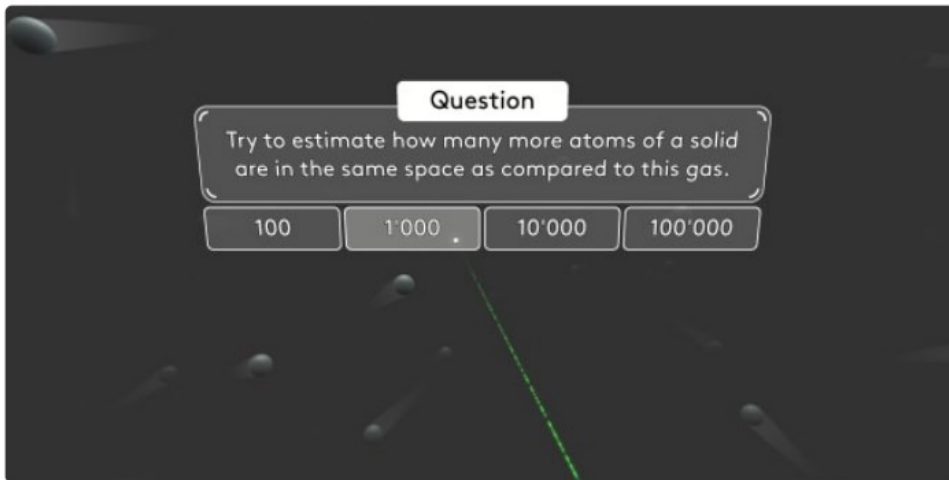 Question
Try to estimate how many more atoms of a solid
are in the same space as compared to this gas.
100 1'000 10'000 100'000